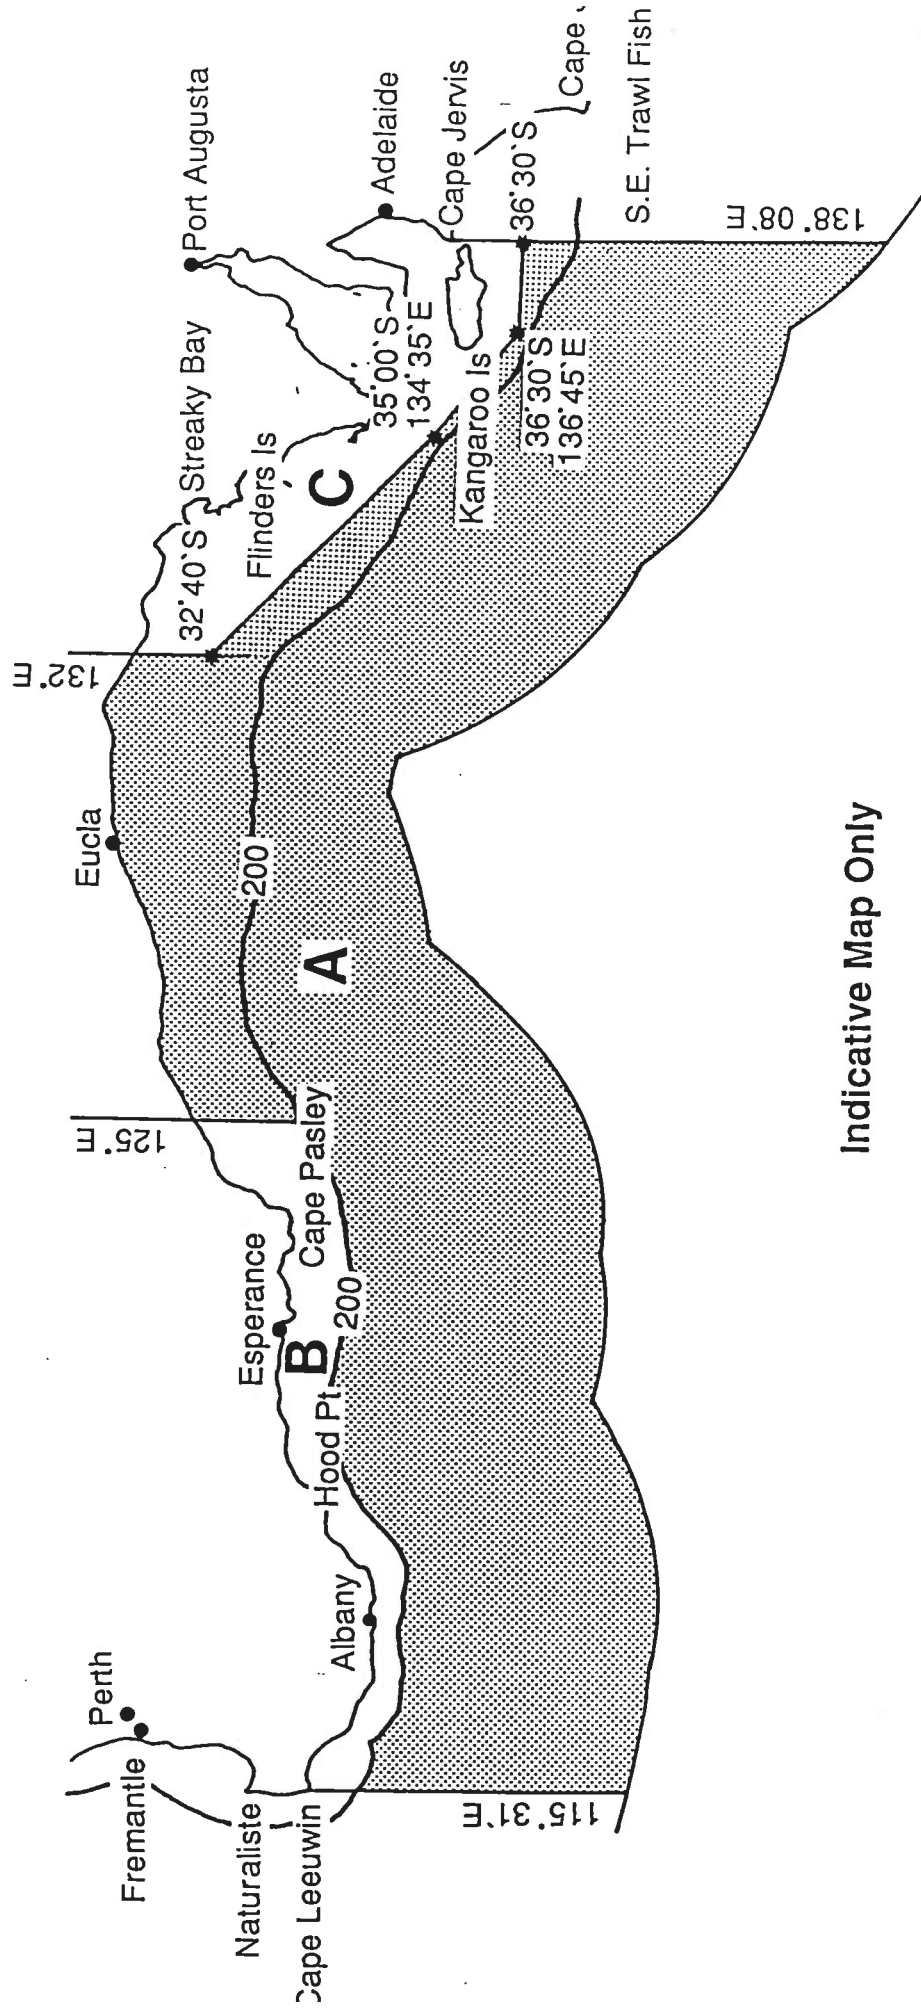 Perth
Fremantle
Naturaliste
Cape Leeuwin
115°31'E
Albany
Hood Pt.
Esperance
B
200
Cape Pasley
125°E
A
200
Eucla
132°E
32°40'S
Streaky Bay
Flinders Is
C
35°00'S
134°35'E
Port Augusta
Adelaide
Cape Jervis
Kangaroo Is
36°30'S
136°45'E
36°30'S
Cape
S.E. Trawl Fish
138°08'E
Indicative Map Only